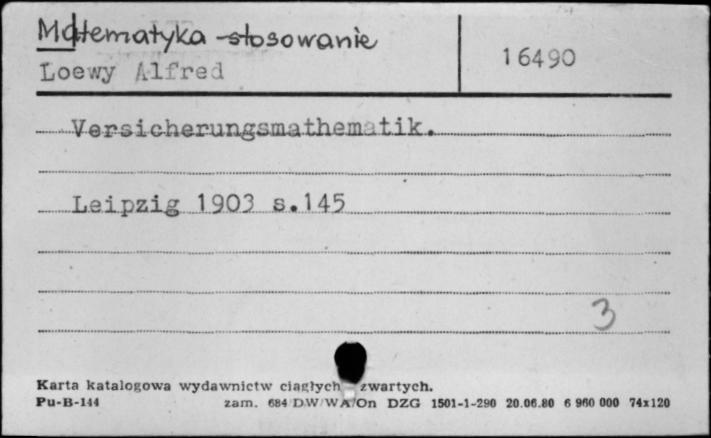 Matematyka - stosowanie
16490
Loewy Alfred
Versicherungsmathematik.
Leipzig 1903 s.145
3
Karta katalogowa wydawnictw ciągłych zwartych.
Pu-B-144 zam. 684/DW/WA/On DZG 1501-1-290 20.06.80 6 960 000 74x120